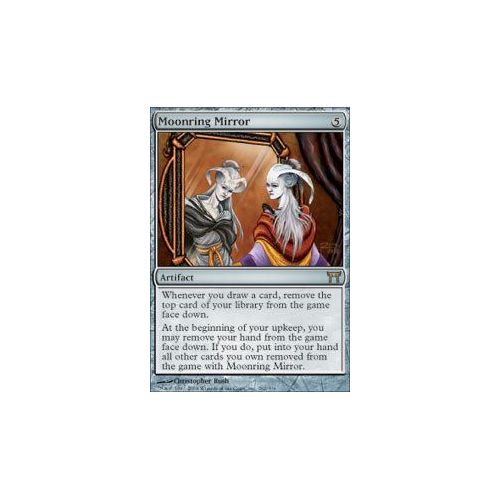 Moonring Mirror 5
Artifact
Whenever you draw a card, remove the
top card of your library from the game
face down.
At the beginning of your upkeep, you
may remove your hand from the game
face down. If you do, put into your hand
all other cards you own removed from
the game with Moonring Mirror.
Christopher Rush